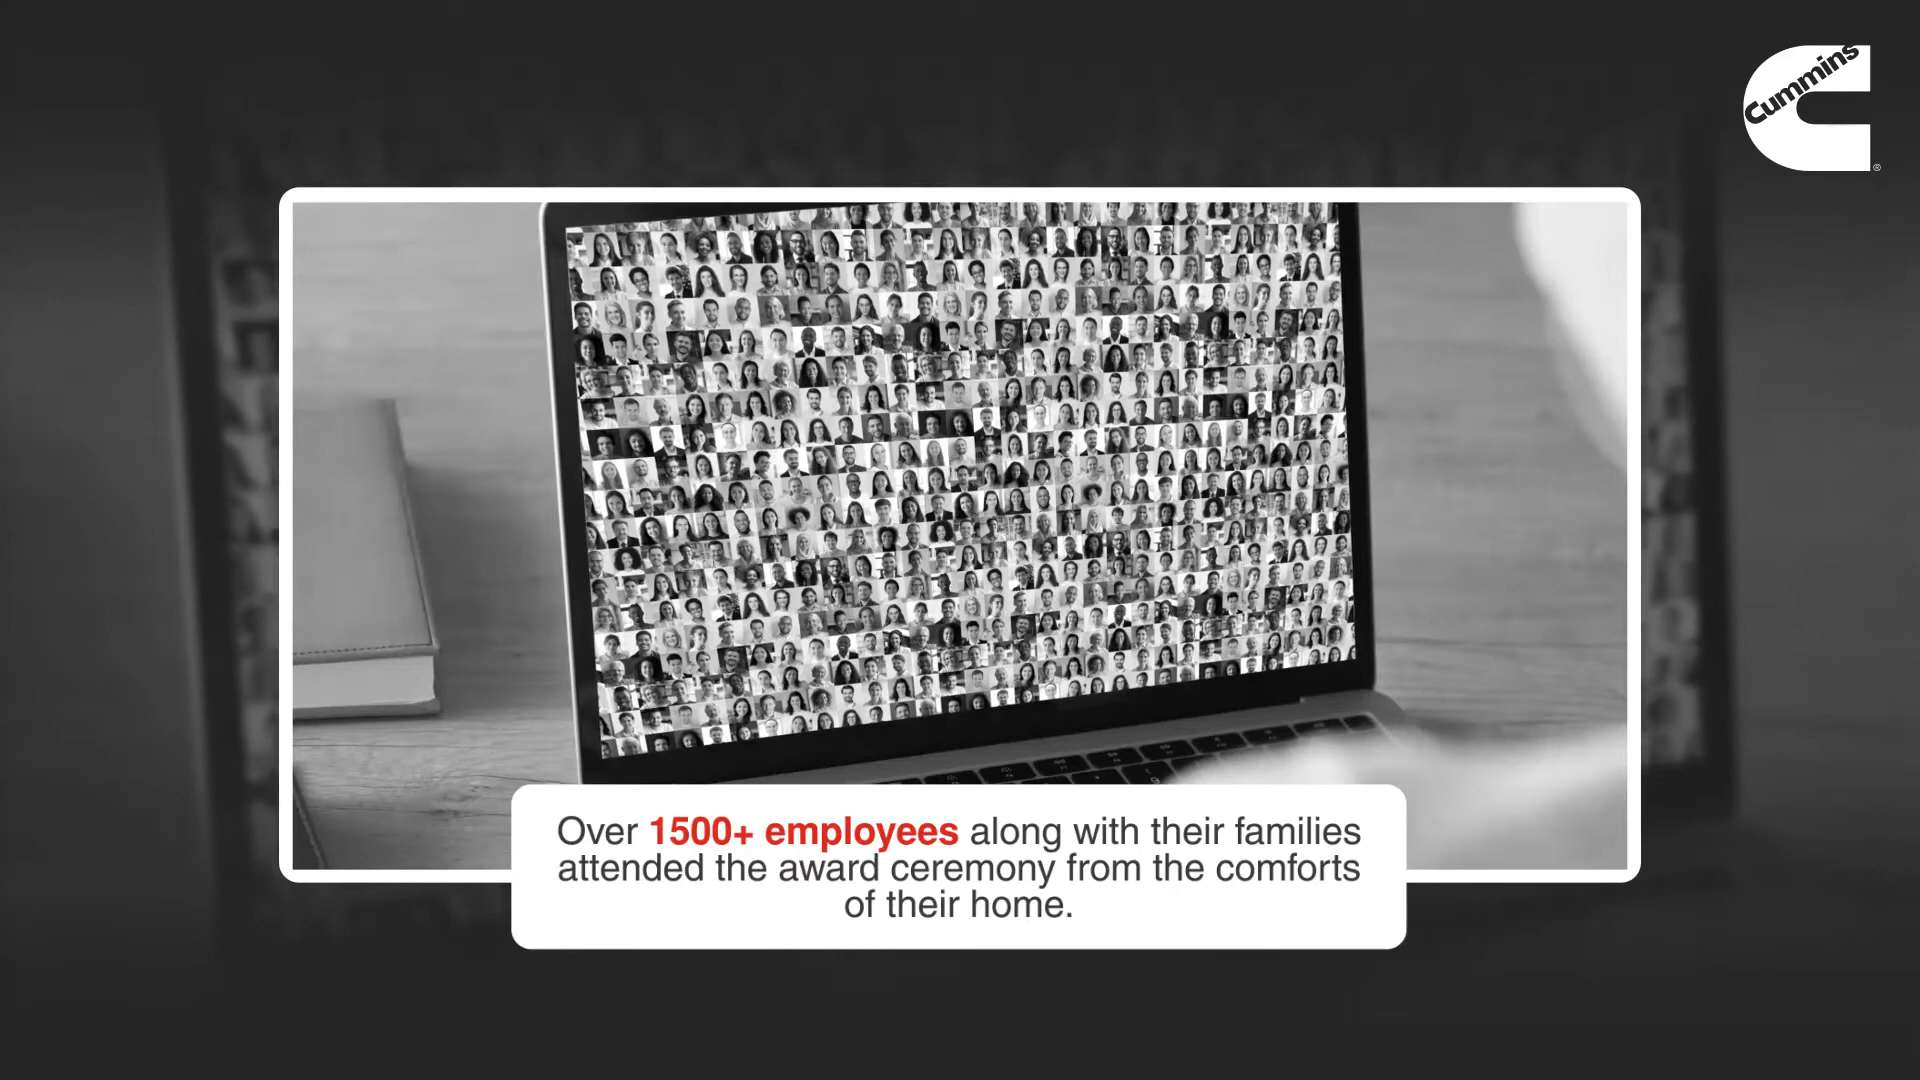 Cummins
Over 1500+ employees along with their families
attended the award ceremony from the comforts
of their home.